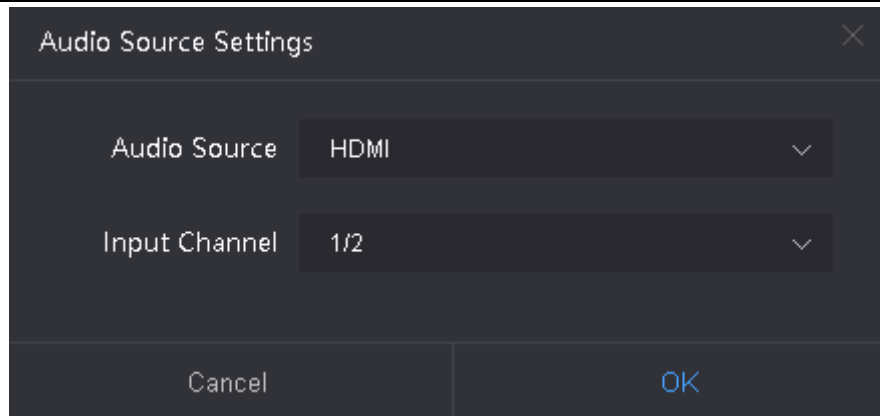 Audio Source Settings
Audio Source HDMI
Input Channel 1/2
Cancel OK